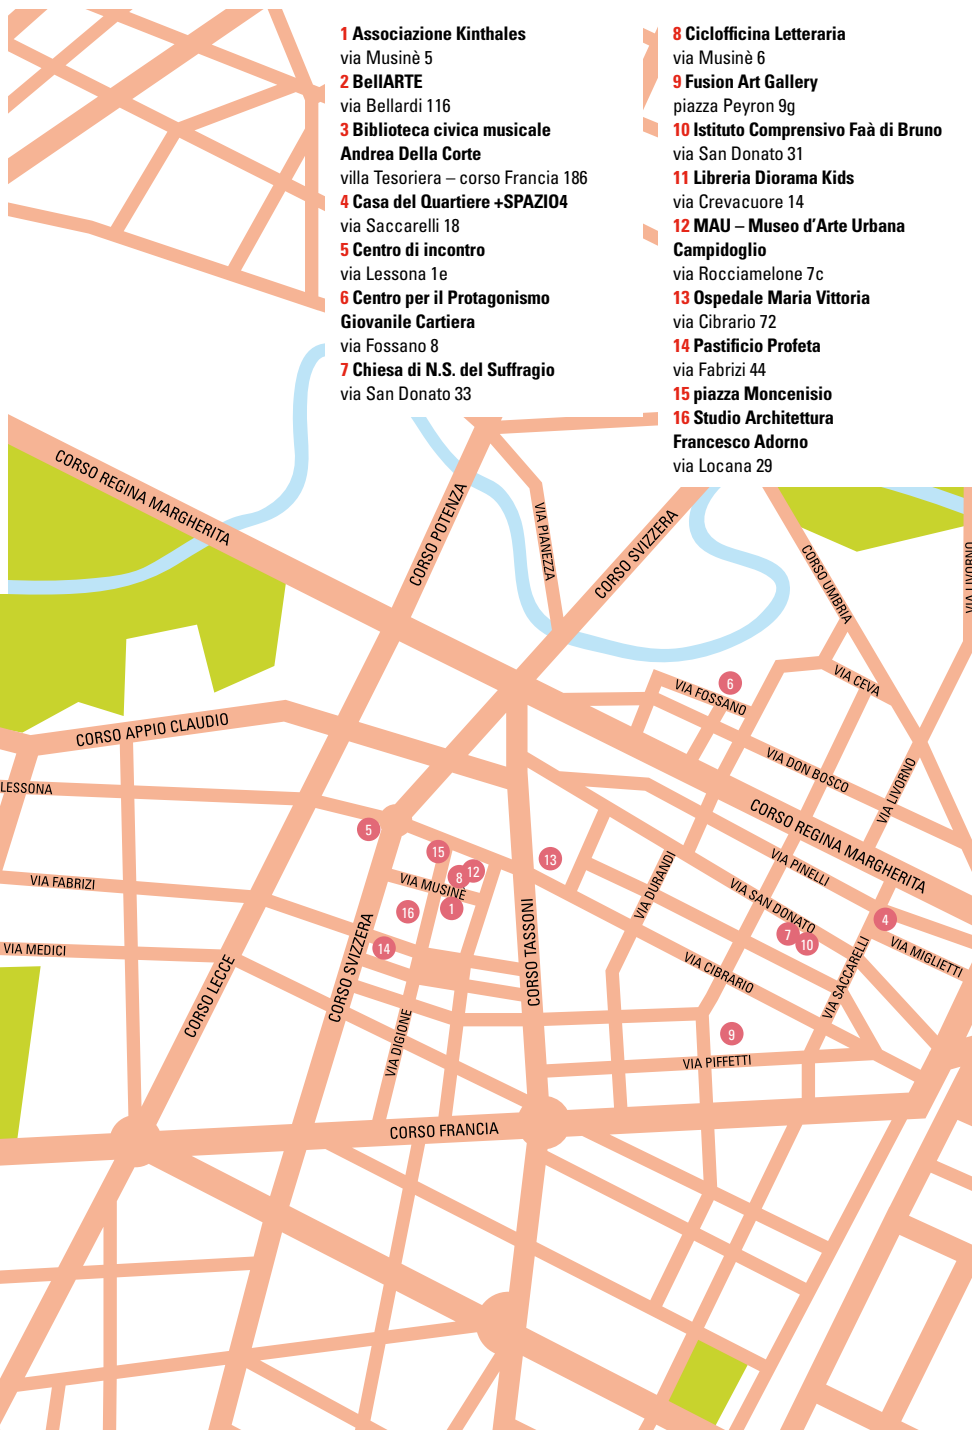 1 Associazione Kinthales
via Musinè 5
2 BellARTE
via Bellardi 116
3 Biblioteca civica musicale
Andrea Della Corte
villa Tesoriera – corso Francia 186
4 Casa del Quartiere +SPAZIO4
via Saccarelli 18
5 Centro di incontro
via Lessona 1e
6 Centro per il Protagonismo
Giovanile Cartiera
via Fossano 8
7 Chiesa di N.S. del Suffragio
via San Donato 33
8 Ciclofficina Letteraria
via Musinè 6
9 Fusion Art Gallery
piazza Peyron 9g
10 Istituto Comprensivo Faà di Bruno
via San Donato 31
11 Libreria Diorama Kids
via Crevacuore 14
12 MAU – Museo d'Arte Urbana
Campidoglio
via Rocciamelone 7c
13 Ospedale Maria Vittoria
via Cibrario 72
14 Pastificio Profeta
via Fabrizi 44
15 piazza Moncenisio
16 Studio Architettura
Francesco Adorno
via Locana 29
CORSO REGINA MARGHERITA
CORSO POTENZA
VIA PIANEZZA
CORSO SVIZZERA
CORSO UMBRIA
VIA LIVORNO
6
VIA FOSSANO
VIA CEVA
CORSO APPIO CLAUDIO
VIA DON BOSCO
VIA LIVORNO
LESSONA
CORSO REGINA MARGHERITA
5
15
13
8
12
VIA PINELLI
VIA FABRIZI
VIA MUSINE
VIA DURANDI
VIA SAN DONATO
16
1
4
7
10
VIA MIGLIETTI
VIA MEDICI
14
CORSO LECCE
CORSO SVIZZERA
CORSO TASSONI
VIA CIBRARIO
VIA SACCARELLI
9
VIA DIGIONE
VIA PIFFETTI
CORSO FRANCIA